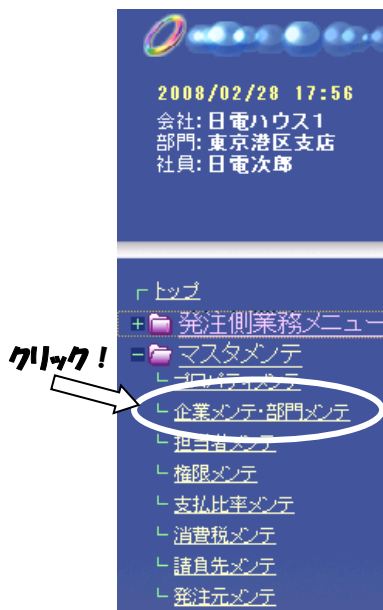 2008/02/28 17:56
会社:日電ハウス1
部門:東京港区支店
社員:日電次郎
トップ
発注側業務メニュー
マスタメンテ
プロパティメンテ
クリック！
企業メンテ・部門メンテ
担当者メンテ
権限メンテ
支払比率メンテ
消費税メンテ
請負先メンテ
発注元メンテ